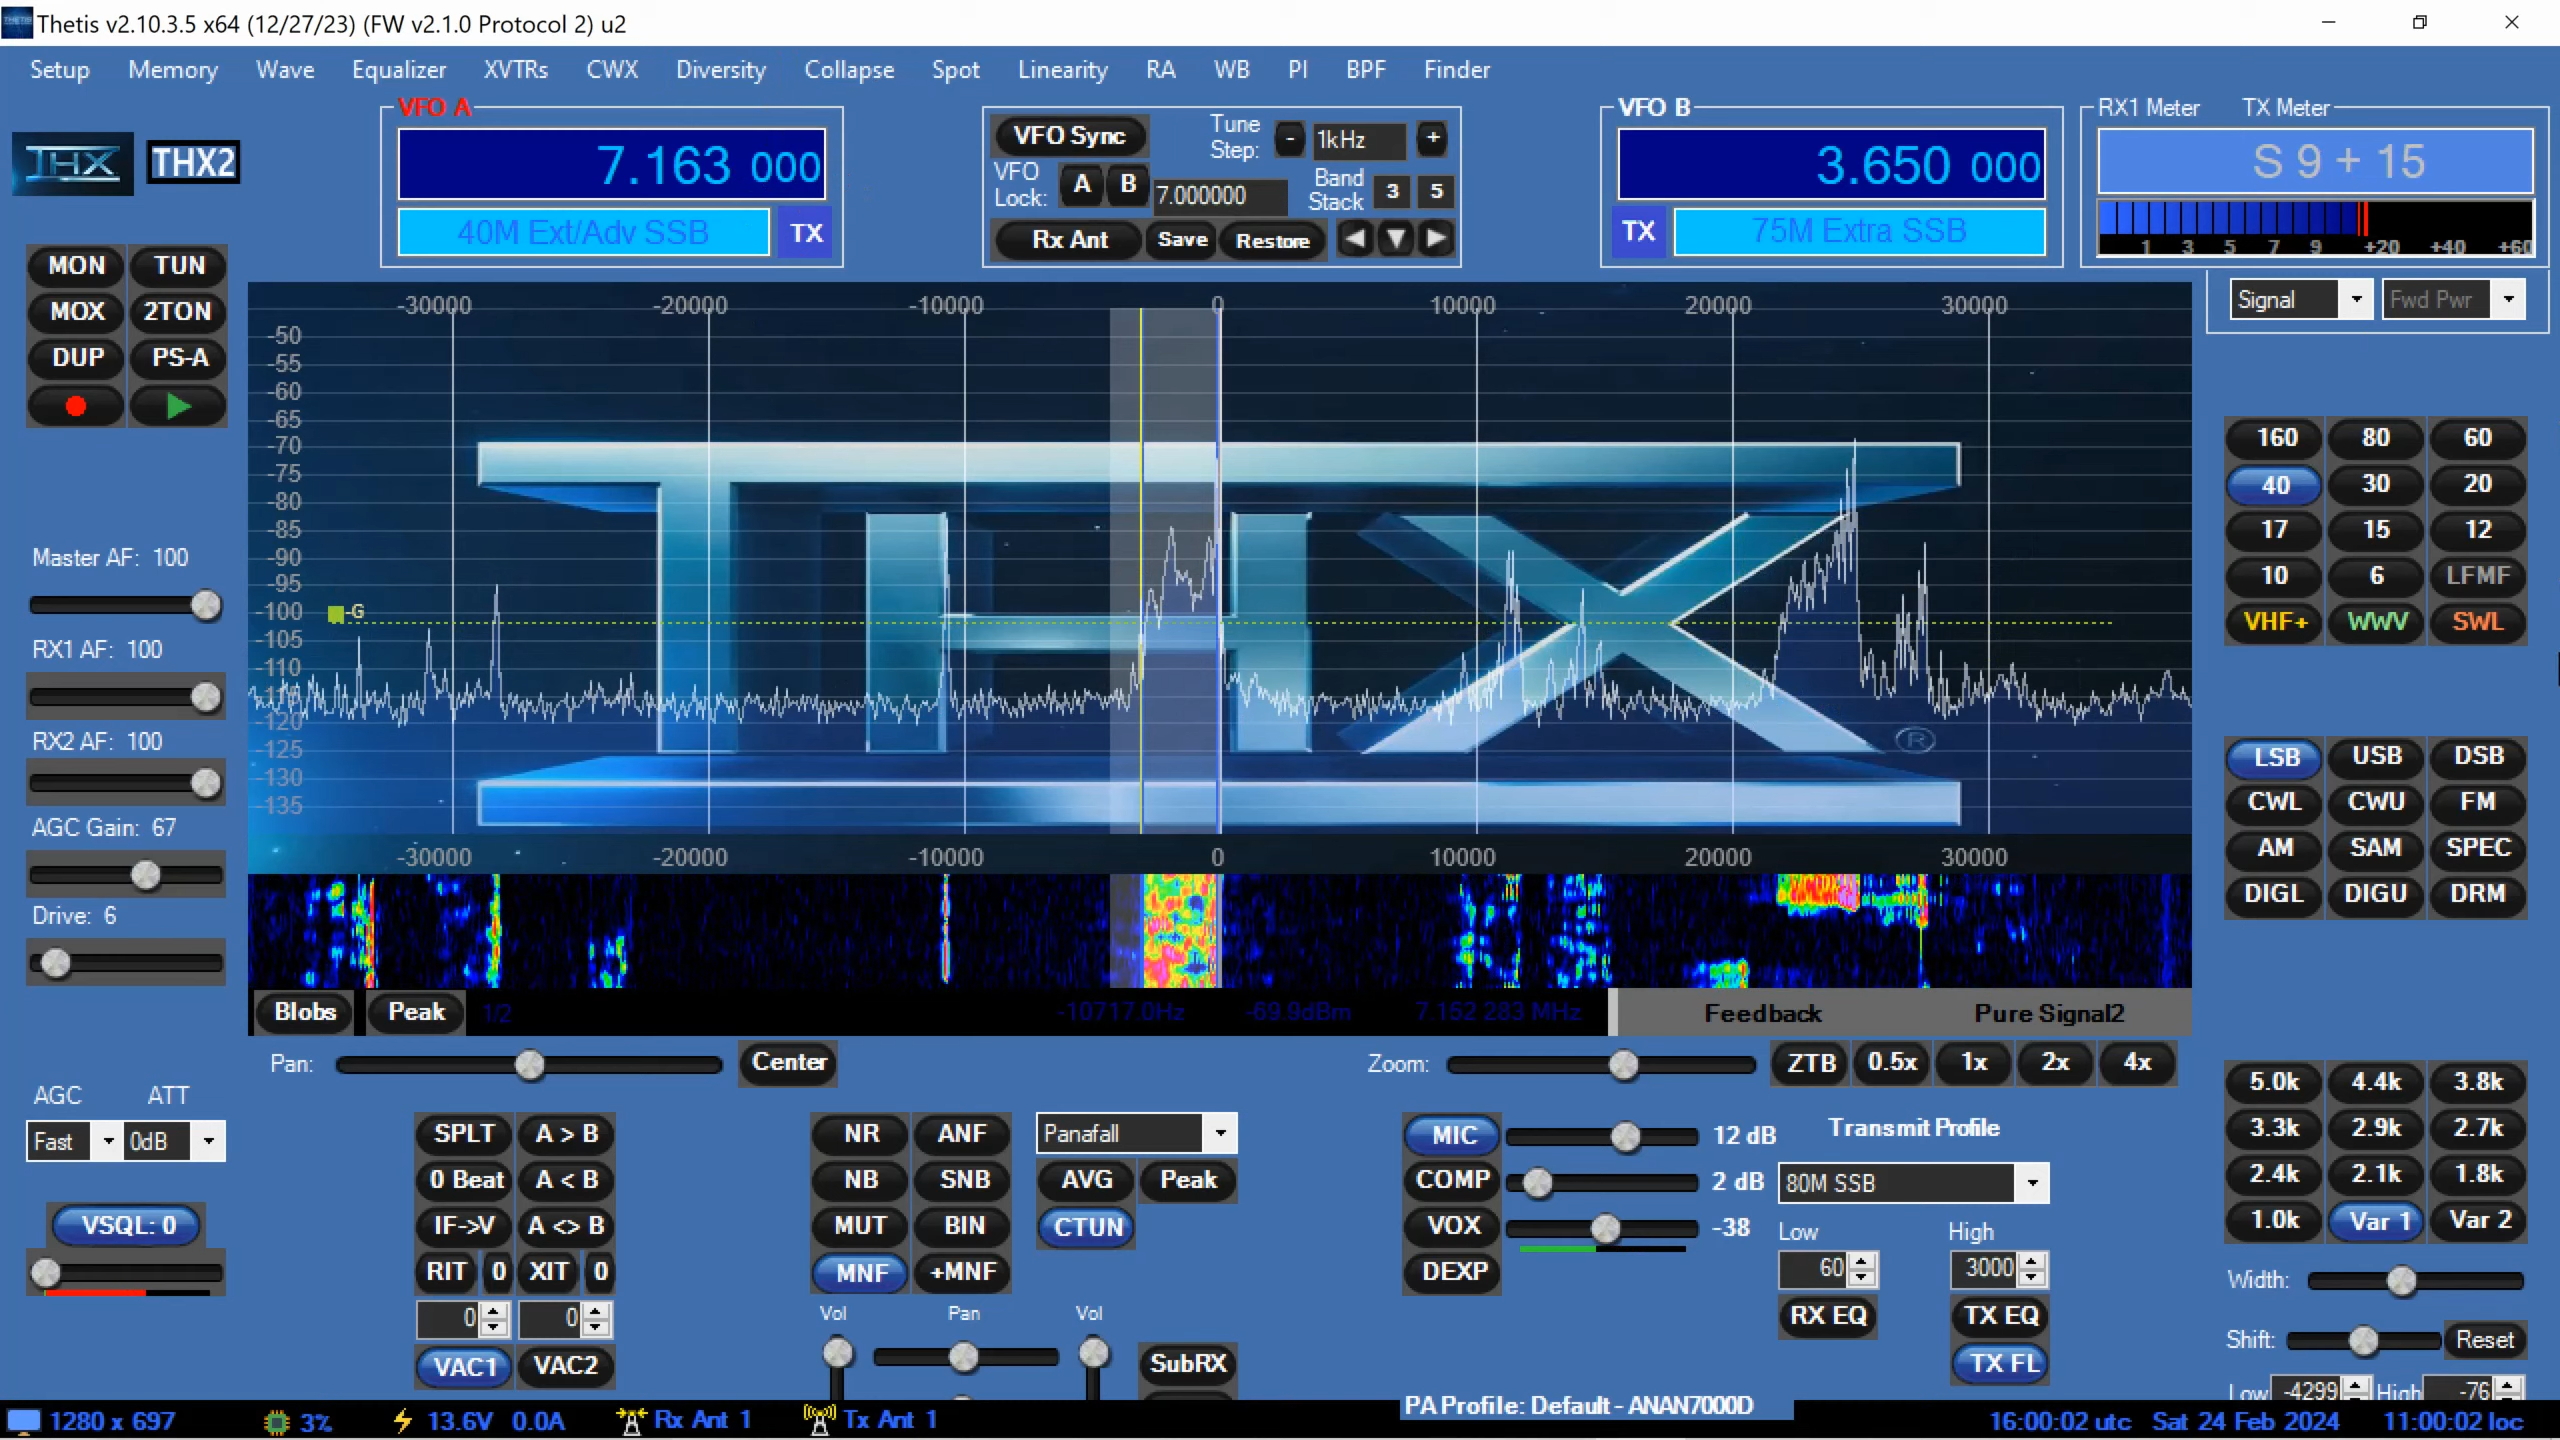 Thetis v2.10.3.5 x64 (12/27/23) (FW v2.1.0 Protocol 2) u2
Setup Memory Wave Equalizer XVTRs CWX Diversity Collapse Spot Linearity RA WB PI BPF Finder
THX THX2
VFO A
7.163 000
40M Ext/Adv SSB TX
VFO Sync Tune Step: - 1kHz +
VFO Lock: A B 7.000000 Band Stack 3 5
Rx Ant Save Restore
VFO B
3.650 000
TX 75M Extra SSB
RX1 Meter TX Meter
S 9 + 15
1 3 5 7 9 +20 +40 +60
Signal Fwd Pwr
MON TUN
MOX 2TON
DUP PS-A
Master AF: 100
RX1 AF: 100
RX2 AF: 100
AGC Gain: 67
Drive: 6
-30000 -20000 -10000 0 10000 20000 30000
-50
-55
-60
-65
-70
-75
-80
-85
-90
-95
-100 -G
-105
-110
-115
-120
-125
-130
-135
THX ®
-30000 -20000 -10000 0 10000 20000 30000
160 80 60
40 30 20
17 15 12
10 6 LFMF
VHF+ WWV SWL
LSB USB DSB
CWL CWU FM
AM SAM SPEC
DIGL DIGU DRM
Blobs Peak 1/2 -10717.0Hz -69.9dBm 7.152 283 MHz Feedback Pure Signal2
Pan: Center Zoom: ZTB 0.5x 1x 2x 4x
AGC ATT
Fast 0dB
VSQL: 0
SPLT A > B
0 Beat A < B
IF->V A <> B
RIT 0 XIT 0
0 0
VAC1 VAC2
NR ANF
NB SNB
MUT BIN
MNF +MNF
Vol Pan Vol
Panafall
AVG Peak
CTUN
SubRX
MIC 12 dB
COMP 2 dB
VOX -38
DEXP
Transmit Profile
80M SSB
Low High
60 3000
RX EQ TX EQ
TX FL
5.0k 4.4k 3.8k
3.3k 2.9k 2.7k
2.4k 2.1k 1.8k
1.0k Var 1 Var 2
Width:
Shift: Reset
Low -4299 High -76
PA Profile: Default - ANAN7000D
1280 x 697 3% 13.6V 0.0A Rx Ant 1 Tx Ant 1 16:00:02 utc Sat 24 Feb 2024 11:00:02 loc